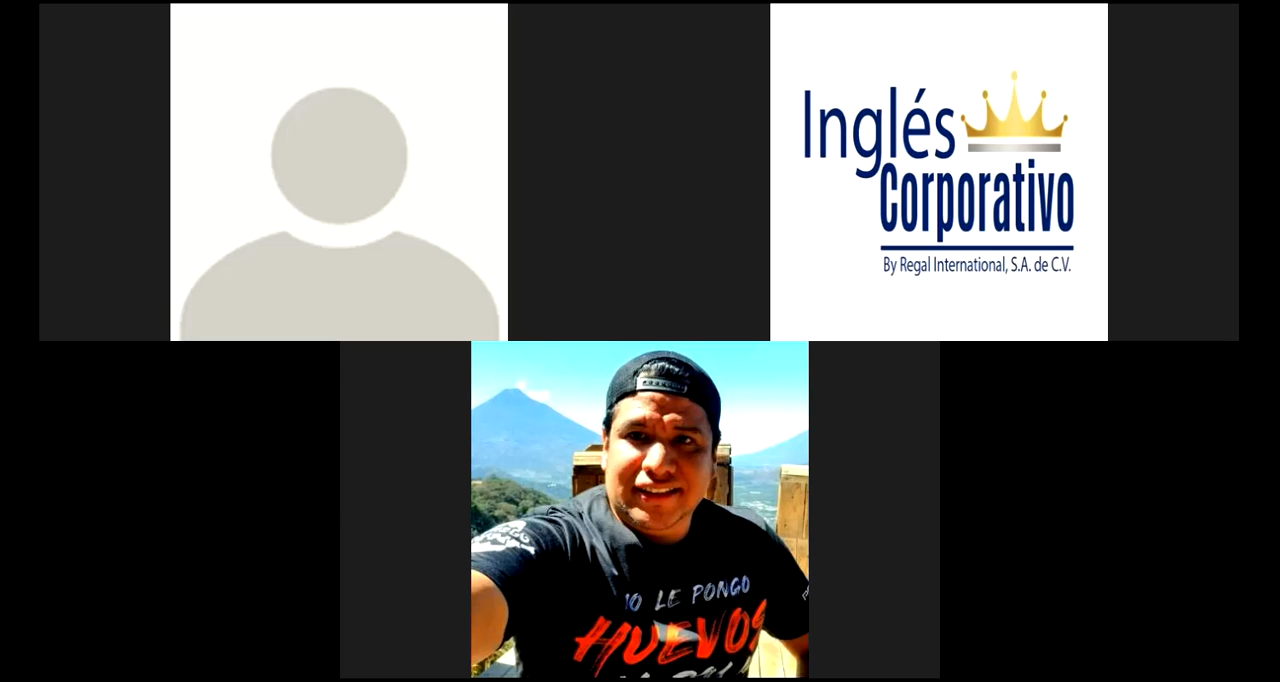 Inglés
Corporativo
By Regal International, S.A. de C.V.
LE PONGO
HUEVOS